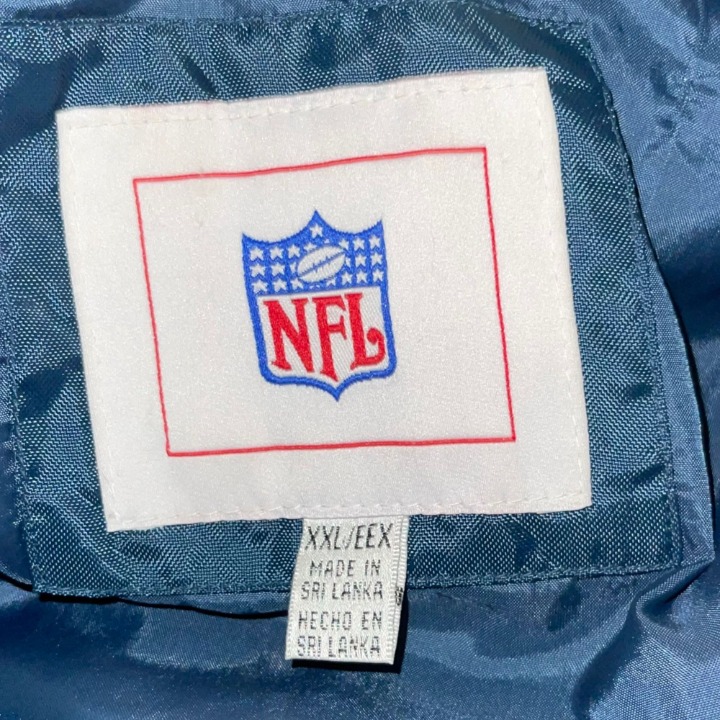 NFL
XXL/EEX
MADE IN
SRI LANKA
HECHO EN
SRI LANKA